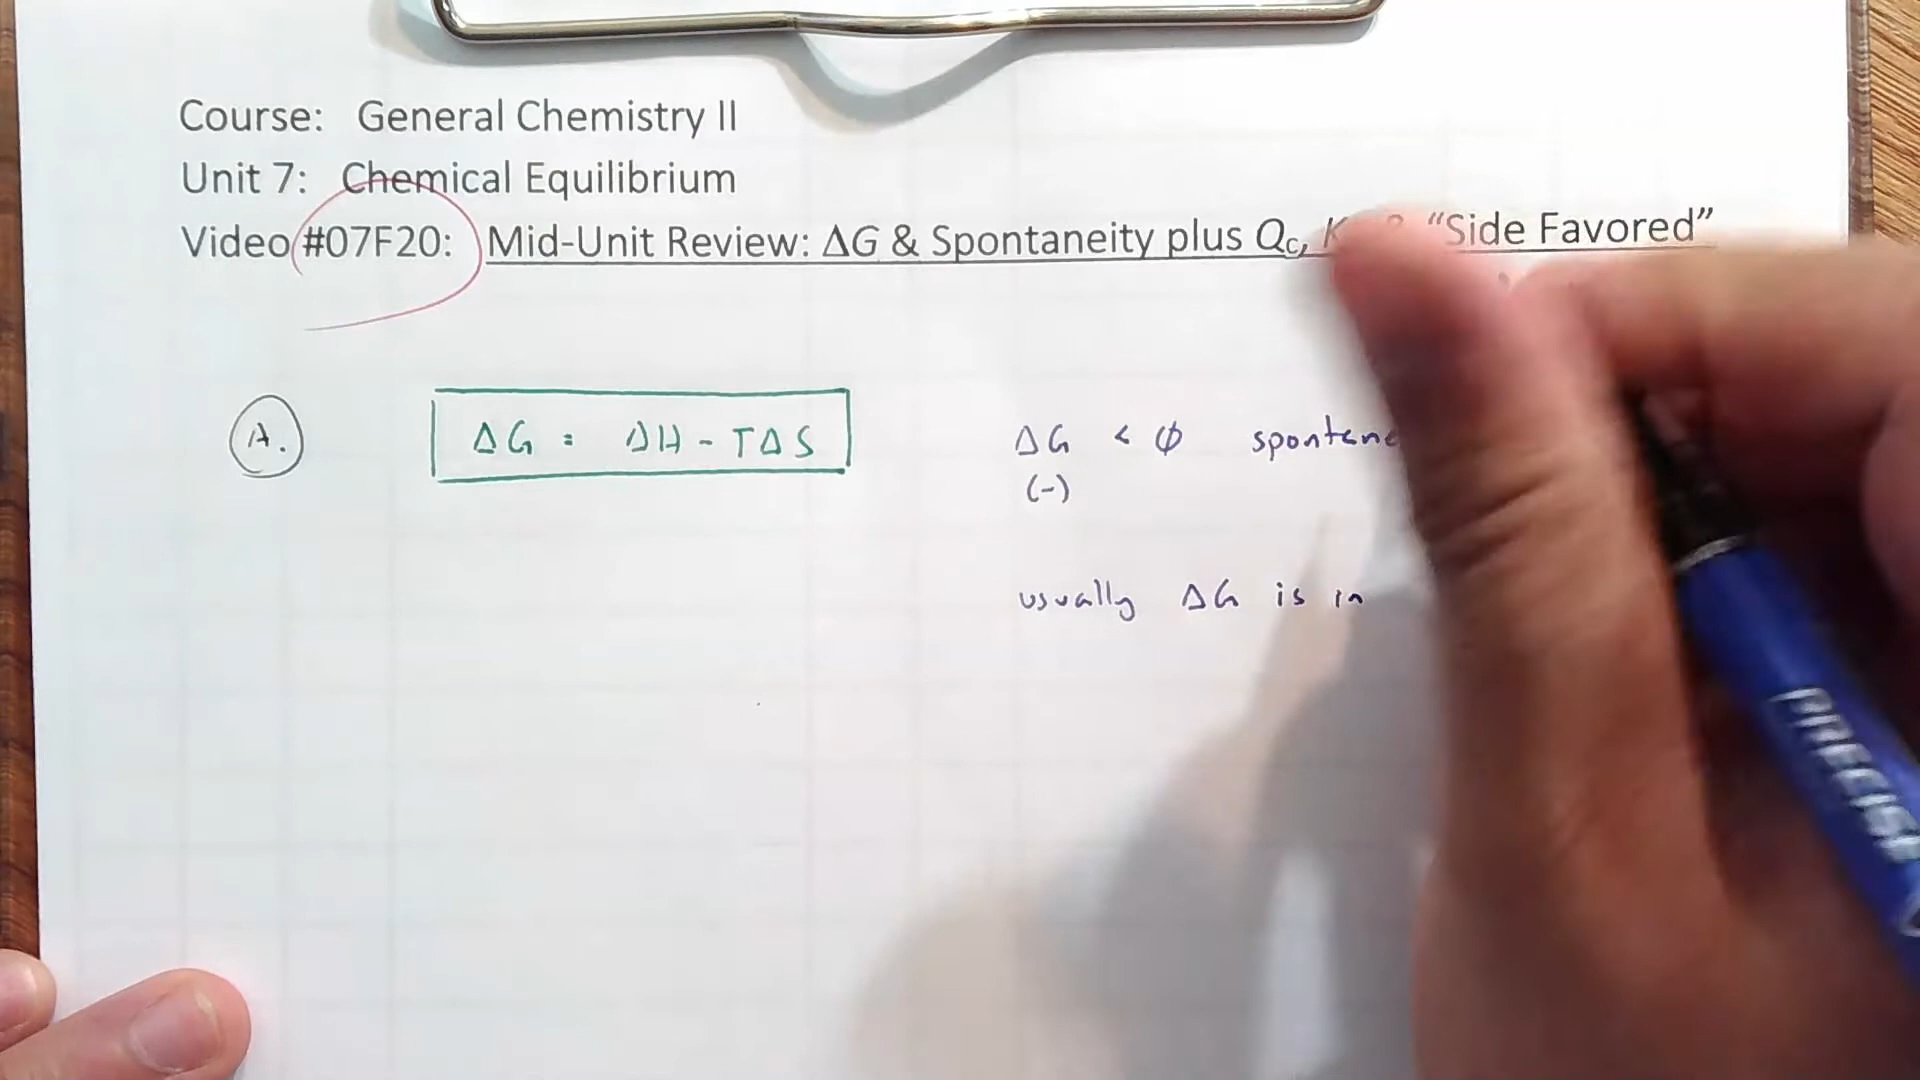 Course: General Chemistry II
Unit 7: Chemical Equilibrium
Video #07F20: Mid-Unit Review: ΔG & Spontaneity plus Qc, "Side Favored"
A. ΔG = ΔH - TΔS ΔG < ϕ
(-)
usually ΔG is in
PRECISE